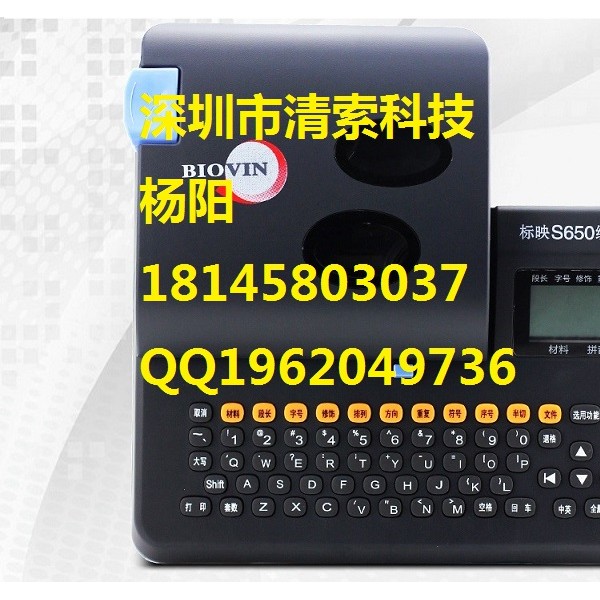 深圳市清索科技
BIOVIN
杨阳
标映S650
18145803037
段长 字号 修饰
材料 拼音
QQ1962049736
取消 材料 段长 字号 修饰 排列 方向 重复 符号 序号 半切 文件 选用功能
1 2 3 4 5 6 7 8 9 0 退格
大写 Q W E R T Y U I O P
Shift A S D F G H J K L
打印 套数 Z X C V B N M 空格 回车 中英 全角